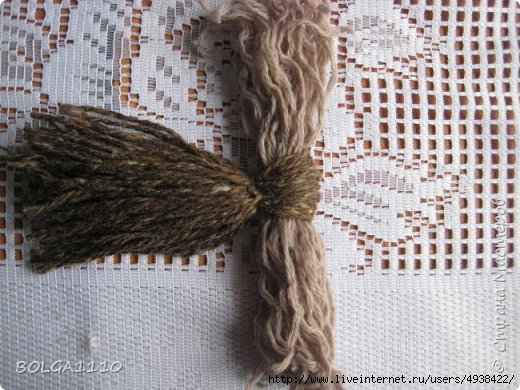 © Страна Мастеров
BOLGA1110
http://www.liveinternet.ru/users/4938422/